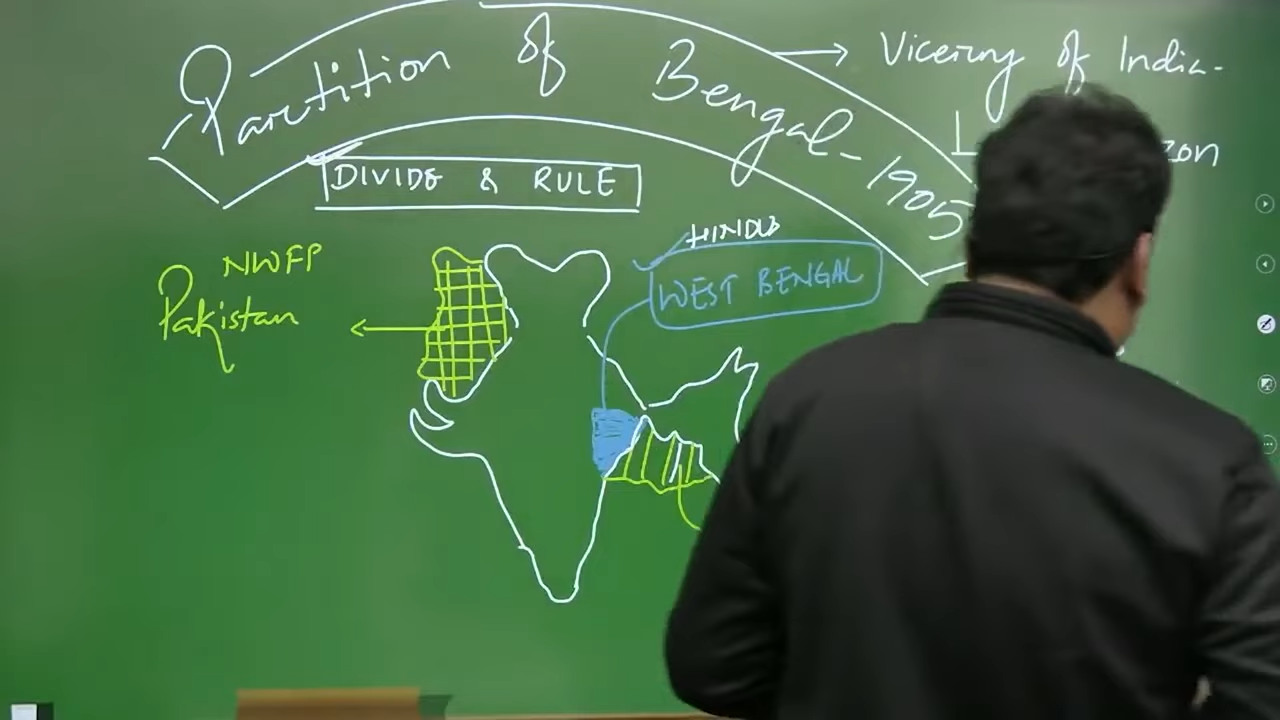 Partition of Bengal - 1905
Viceroy of India-
zon
DIVIDE & RULE
HINDU
WEST BENGAL
NWFP
Pakistan